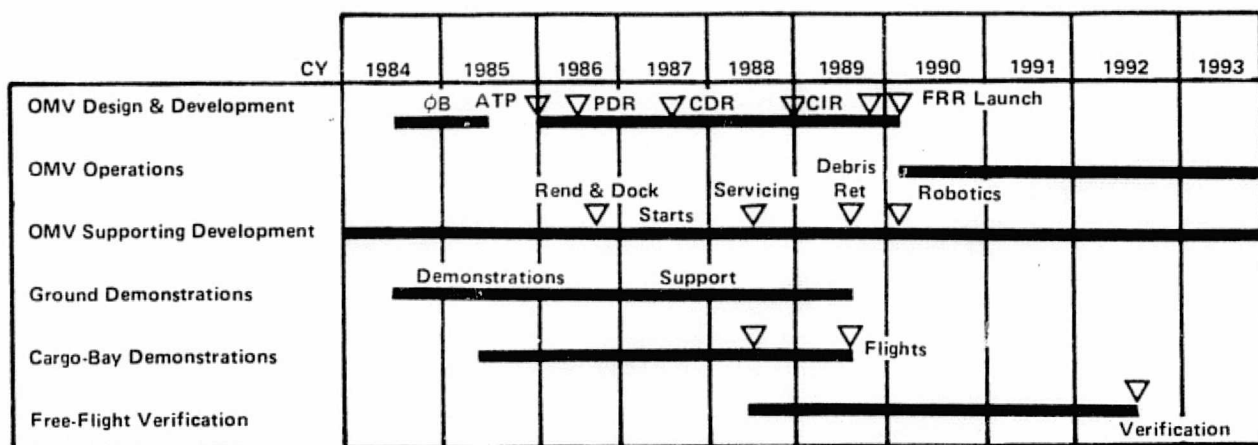 CY 1984 1985 1986 1987 1988 1989 1990 1991 1992 1993
OMV Design & Development ϕB ATP PDR CDR CIR FRR Launch
OMV Operations
Debris
Rend & Dock Servicing Ret Robotics
Starts
OMV Supporting Development
Demonstrations Support
Ground Demonstrations
Cargo-Bay Demonstrations Flights
Free-Flight Verification
Verification